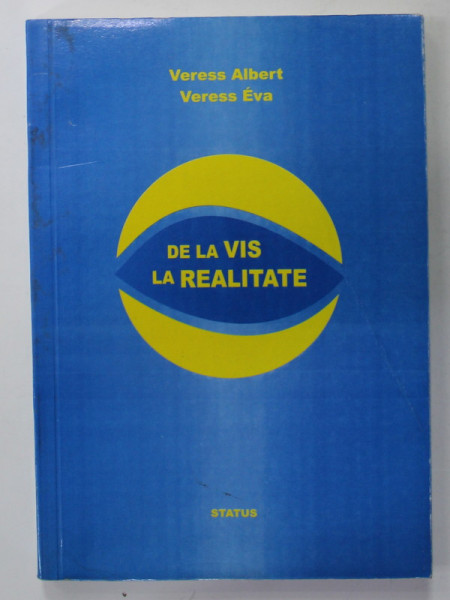 Veress Albert
Veress Éva
DE LA VIS
LA REALITATE
STATUS